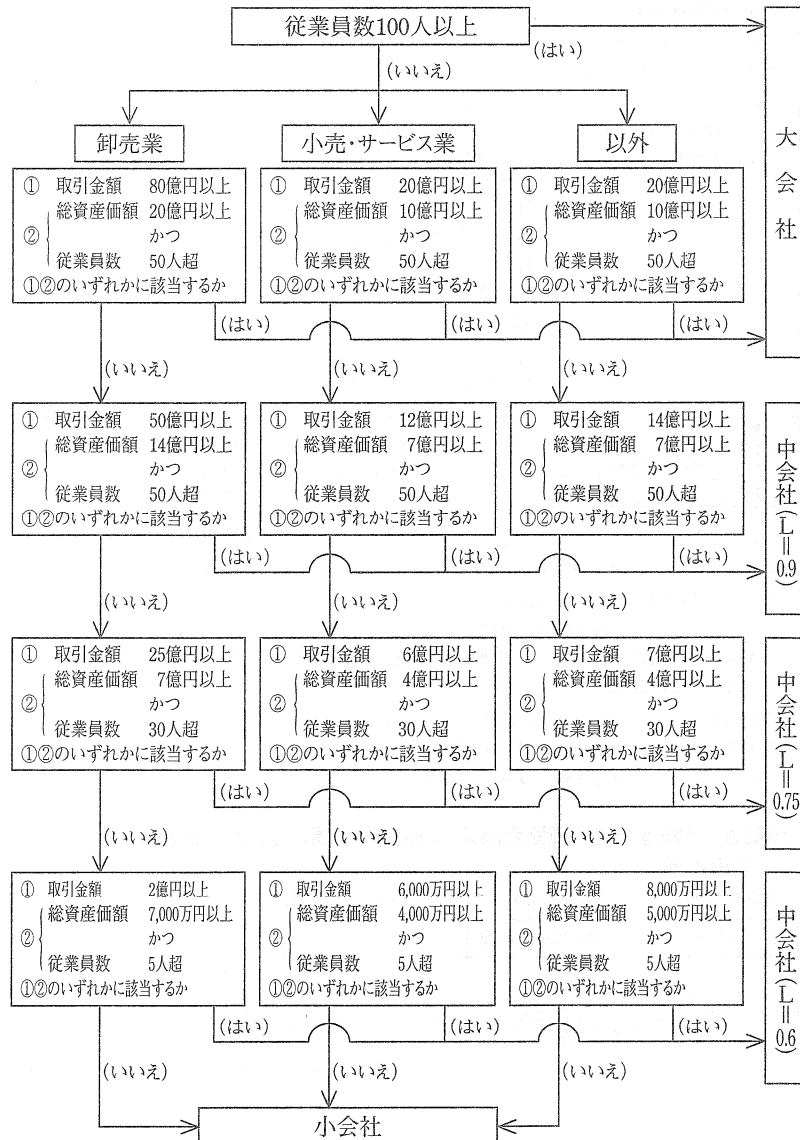 従業員数100人以上
(はい)
(いいえ)
卸売業
小売・サービス業
以外
大会社
① 取引金額 80億円以上
② 総資産価額 20億円以上
かつ
従業員数 50人超
①②のいずれかに該当するか
① 取引金額 20億円以上
② 総資産価額 10億円以上
かつ
従業員数 50人超
①②のいずれかに該当するか
① 取引金額 20億円以上
② 総資産価額 10億円以上
かつ
従業員数 50人超
①②のいずれかに該当するか
(はい)
(はい)
(はい)
(いいえ)
(いいえ)
(いいえ)
① 取引金額 50億円以上
② 総資産価額 14億円以上
かつ
従業員数 50人超
①②のいずれかに該当するか
① 取引金額 12億円以上
② 総資産価額 7億円以上
かつ
従業員数 50人超
①②のいずれかに該当するか
① 取引金額 14億円以上
② 総資産価額 7億円以上
かつ
従業員数 50人超
①②のいずれかに該当するか
中会社(L=0.9)
(はい)
(はい)
(はい)
(いいえ)
(いいえ)
(いいえ)
① 取引金額 25億円以上
② 総資産価額 7億円以上
かつ
従業員数 30人超
①②のいずれかに該当するか
① 取引金額 6億円以上
② 総資産価額 4億円以上
かつ
従業員数 30人超
①②のいずれかに該当するか
① 取引金額 7億円以上
② 総資産価額 4億円以上
かつ
従業員数 30人超
①②のいずれかに該当するか
中会社(L=0.75)
(はい)
(はい)
(はい)
(いいえ)
(いいえ)
(いいえ)
① 取引金額 2億円以上
② 総資産価額 7,000万円以上
かつ
従業員数 5人超
①②のいずれかに該当するか
① 取引金額 6,000万円以上
② 総資産価額 4,000万円以上
かつ
従業員数 5人超
①②のいずれかに該当するか
① 取引金額 8,000万円以上
② 総資産価額 5,000万円以上
かつ
従業員数 5人超
①②のいずれかに該当するか
中会社(L=0.6)
(はい)
(はい)
(はい)
(いいえ)
(いいえ)
(いいえ)
小会社